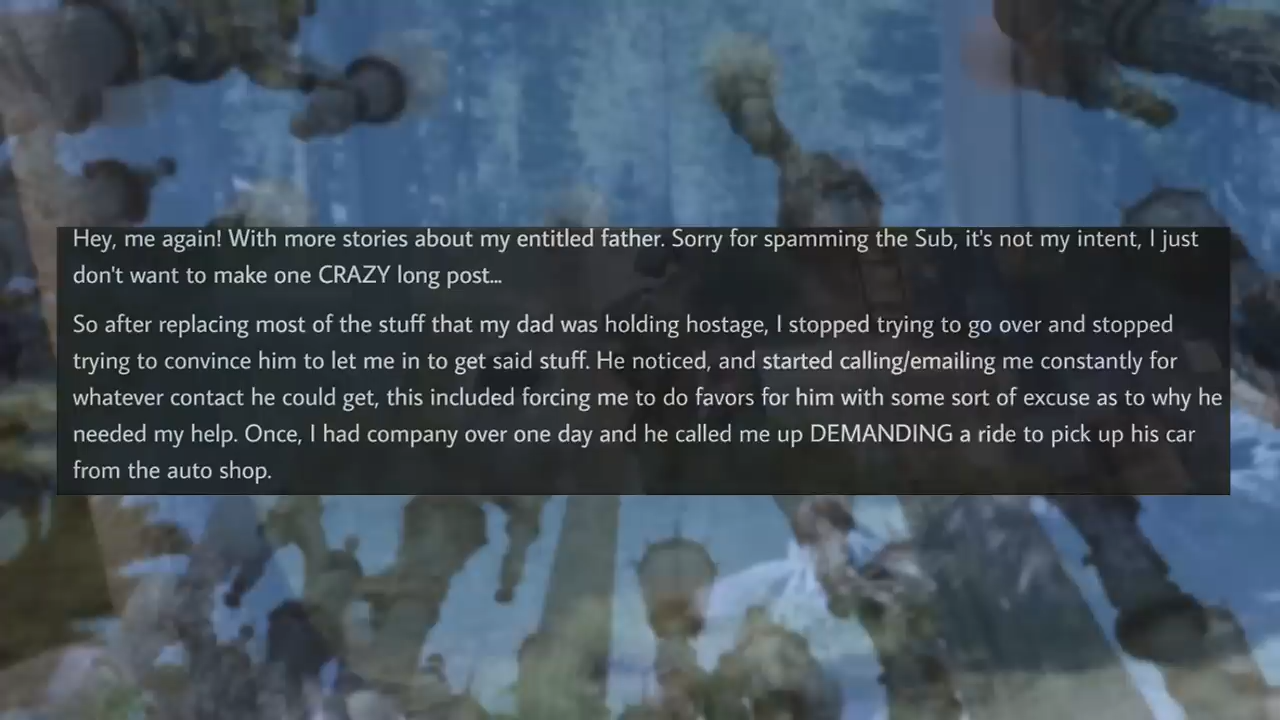 Hey, me again! With more stories about my entitled father. Sorry for spamming the Sub, it's not my intent, I just
don't want to make one CRAZY long post...
So after replacing most of the stuff that my dad was holding hostage, I stopped trying to go over and stopped
trying to convince him to let me in to get said stuff. He noticed, and started calling/emailing me constantly for
whatever contact he could get, this included forcing me to do favors for him with some sort of excuse as to why he
needed my help. Once, I had company over one day and he called me up DEMANDING a ride to pick up his car
from the auto shop.